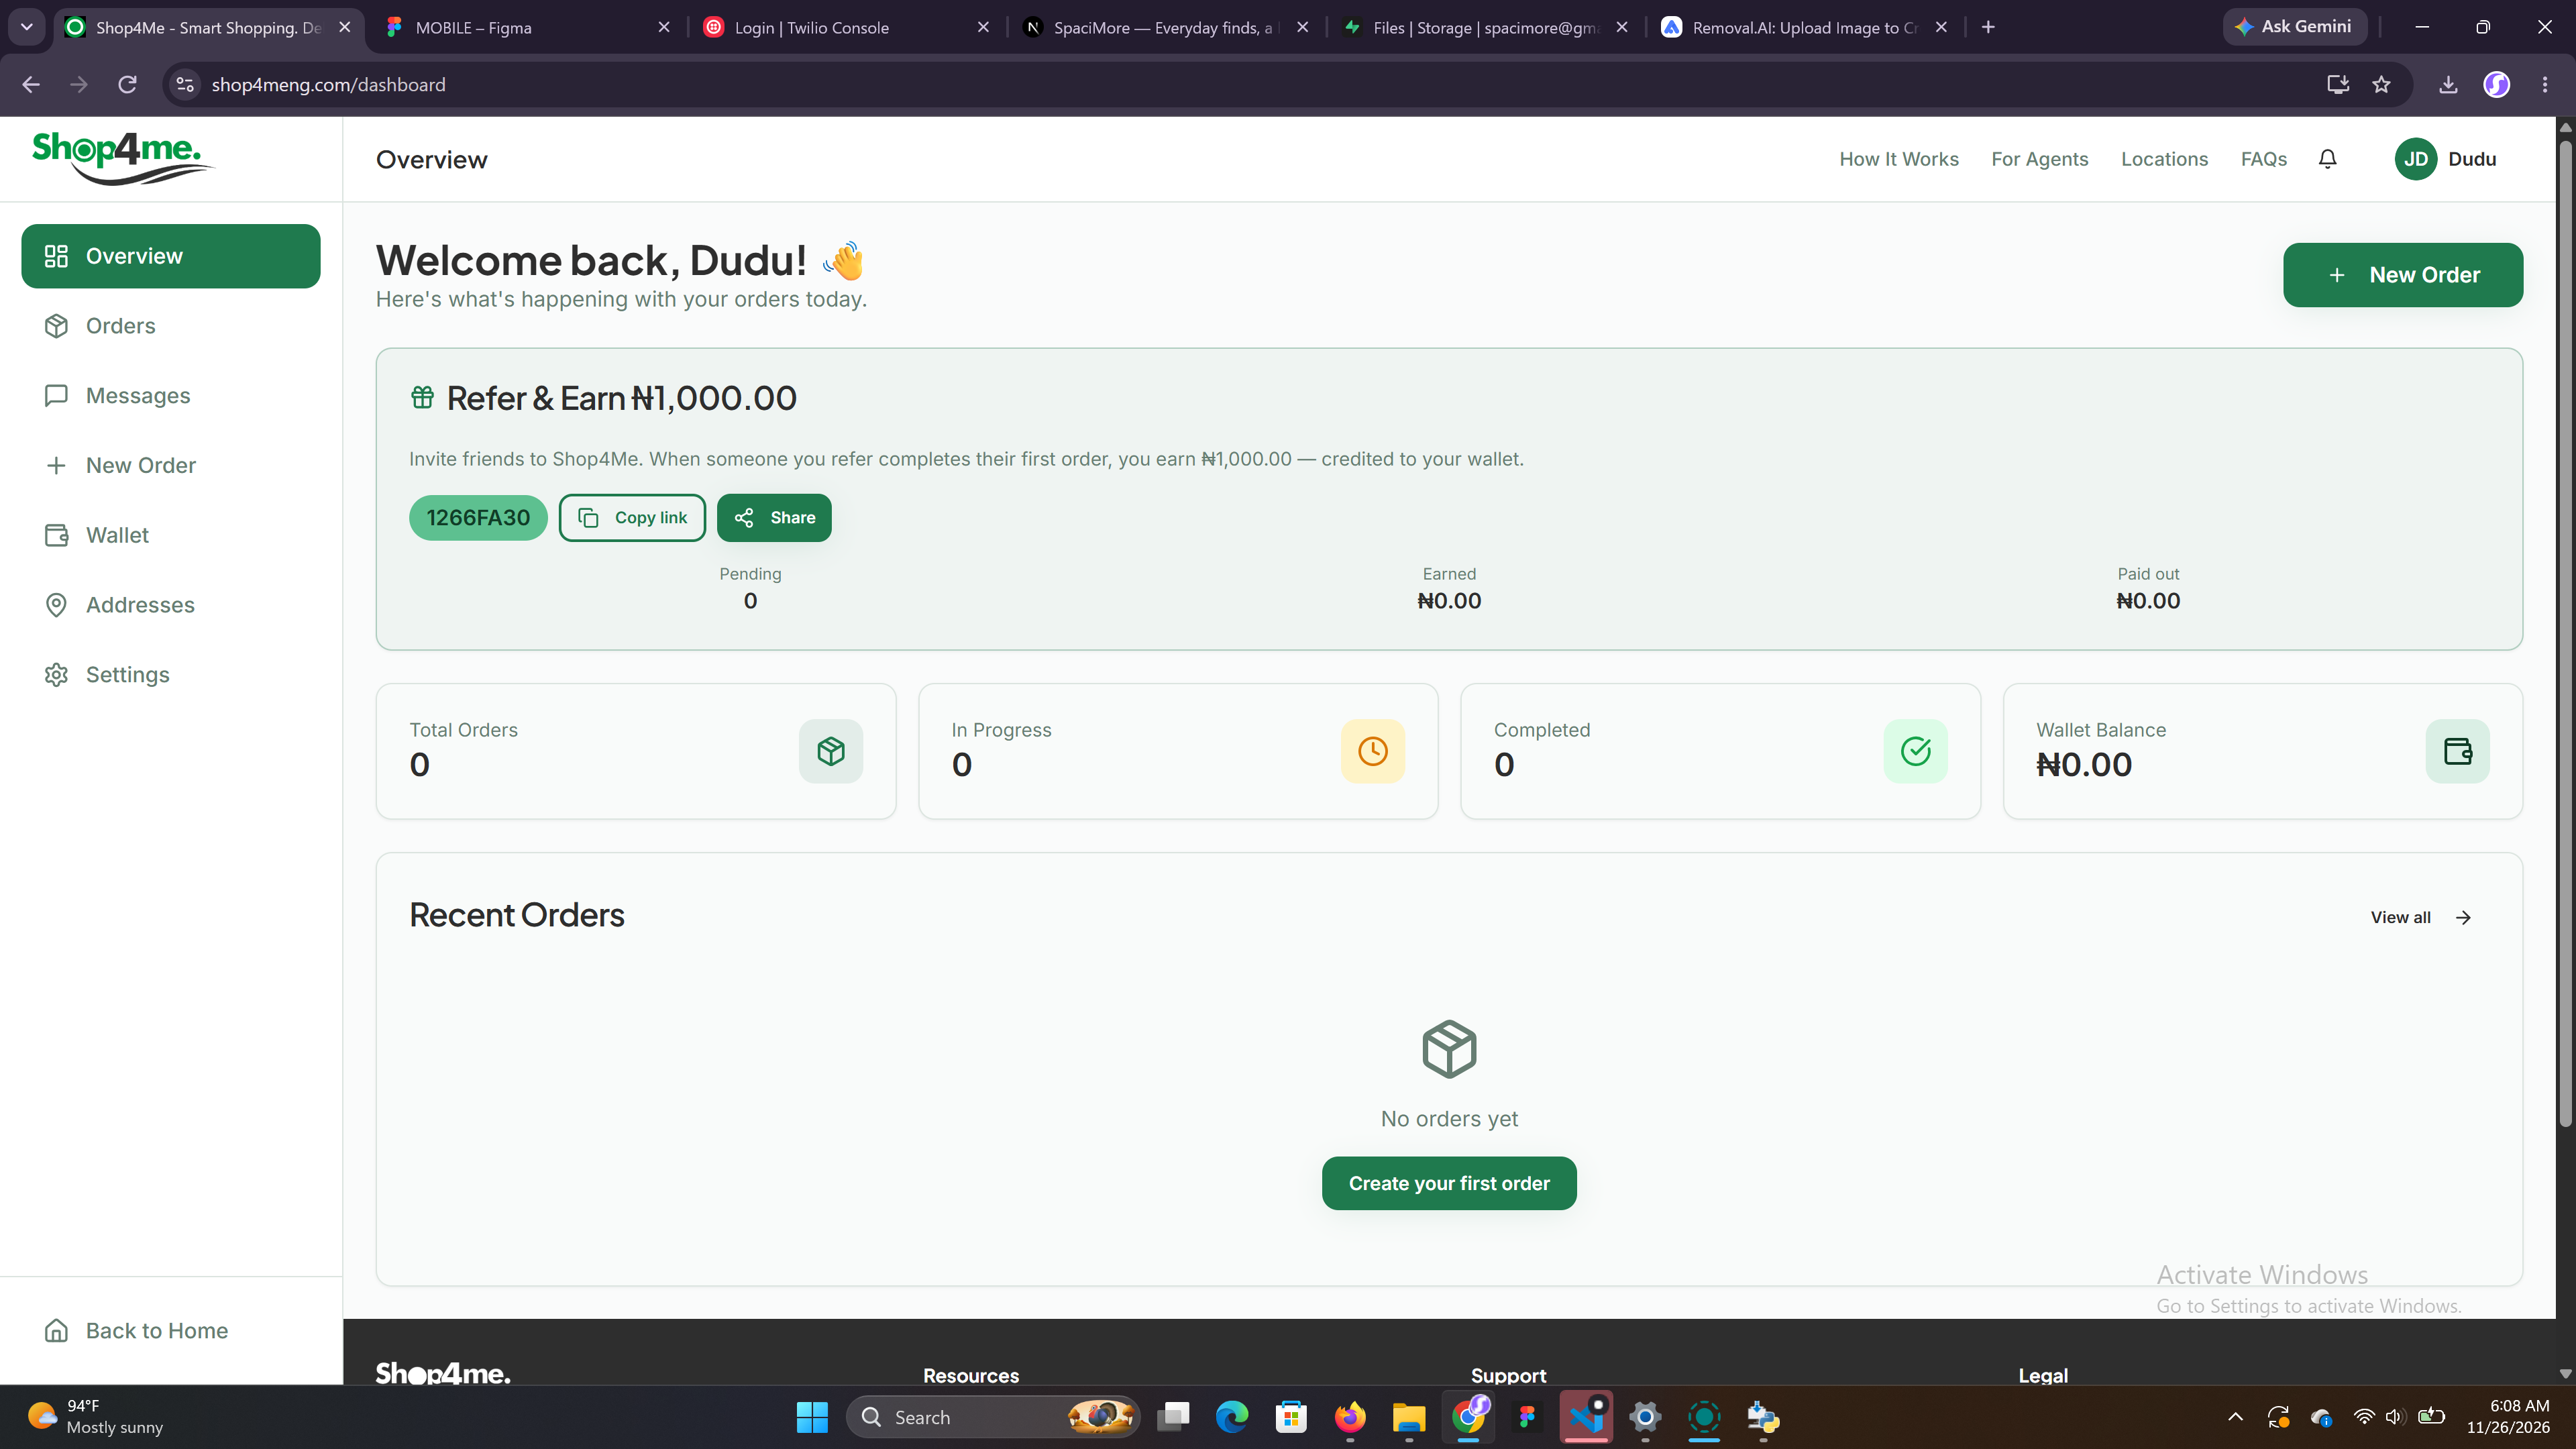 Shop4Me - Smart Shopping. De
MOBILE – Figma
Login | Twilio Console
SpaciMore — Everyday finds, a
Files | Storage | spacimore@gma
Removal.AI: Upload Image to Cr
Ask Gemini
shop4meng.com/dashboard
Shop4me.
Overview
How It Works
For Agents
Locations
FAQs
JD
Dudu
Overview
Orders
Messages
New Order
Wallet
Addresses
Settings
Back to Home
Welcome back, Dudu! 👋
Here's what's happening with your orders today.
New Order
Refer & Earn ₦1,000.00
Invite friends to Shop4Me. When someone you refer completes their first order, you earn ₦1,000.00 — credited to your wallet.
1266FA30
Copy link
Share
Pending
0
Earned
₦0.00
Paid out
₦0.00
Total Orders
0
In Progress
0
Completed
0
Wallet Balance
₦0.00
Recent Orders
View all
No orders yet
Create your first order
Activate Windows
Go to Settings to activate Windows.
Shop4me.
Resources
Support
Legal
94°F
Mostly sunny
Search
6:08 AM
11/26/2026